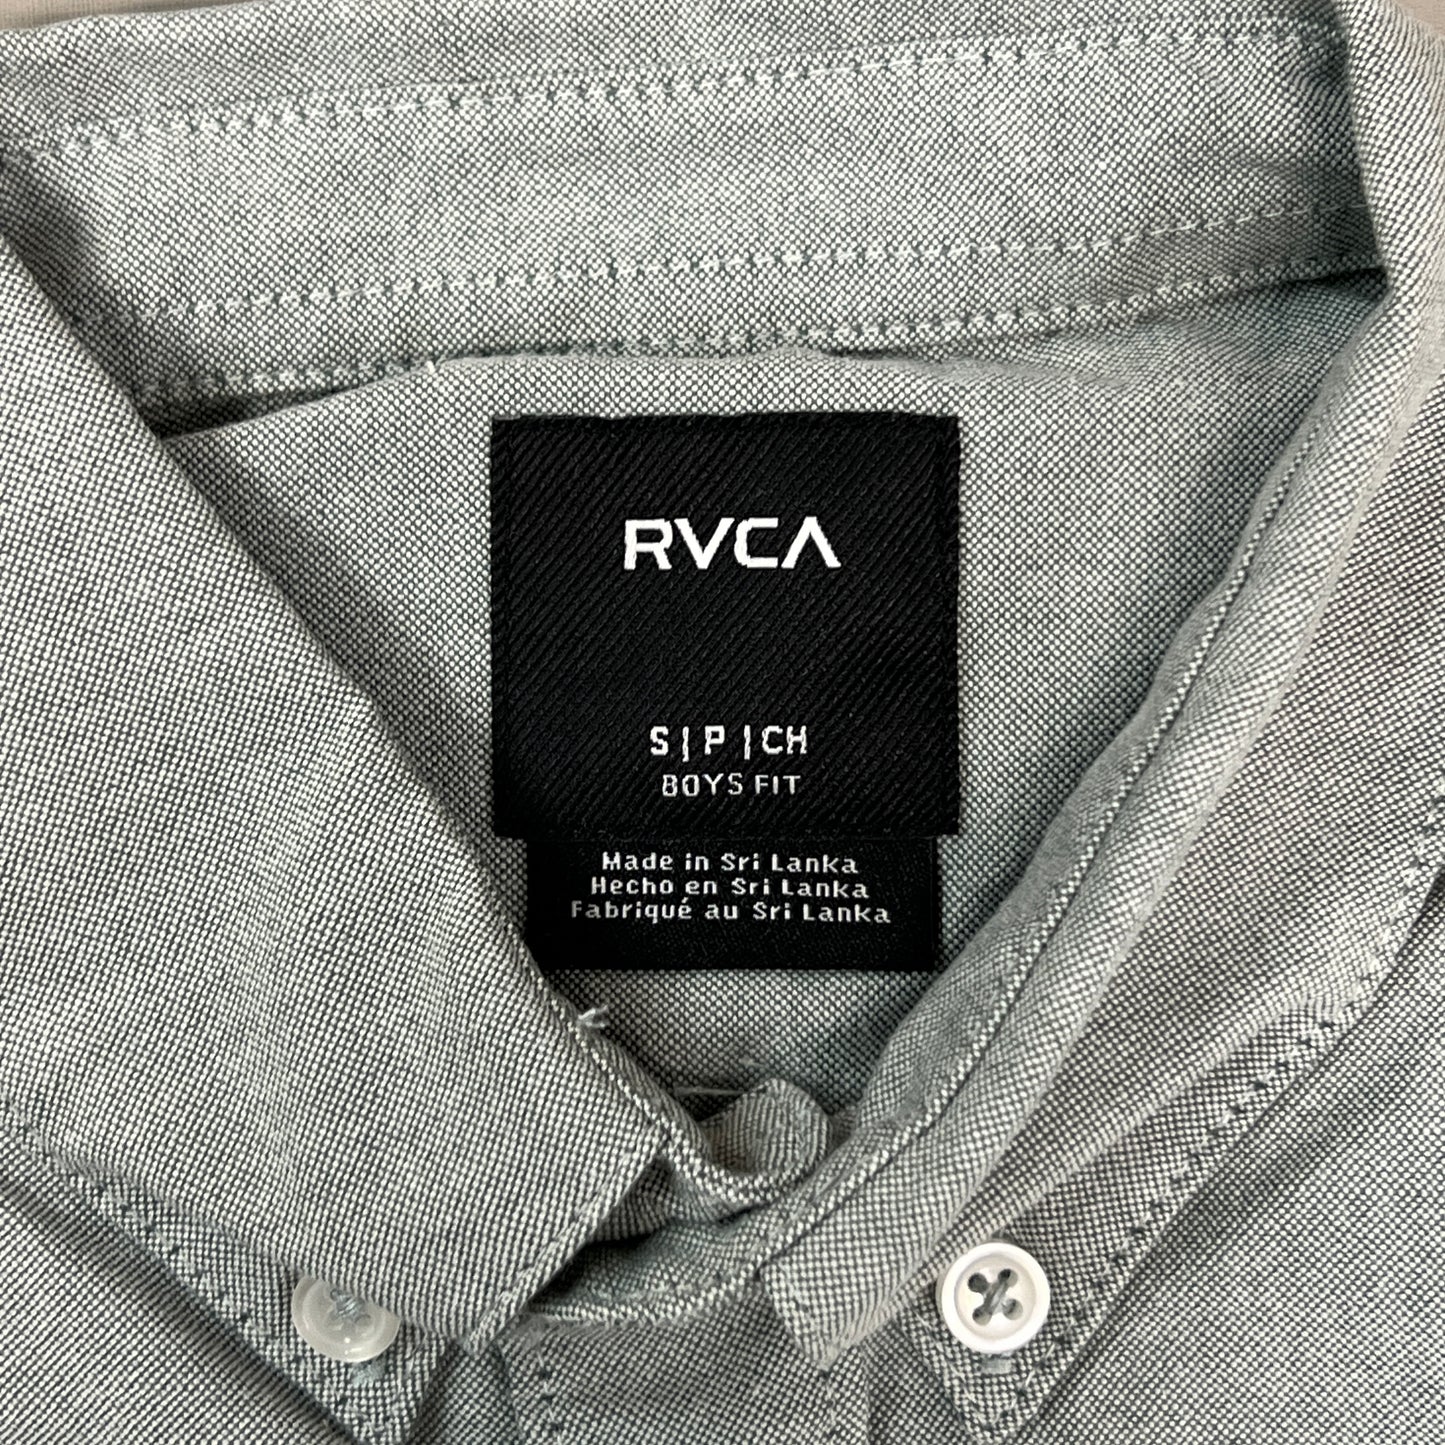 RVCA
S | P | CH
BOYS FIT
Made in Sri Lanka
Hecho en Sri Lanka
Fabriqué au Sri Lanka